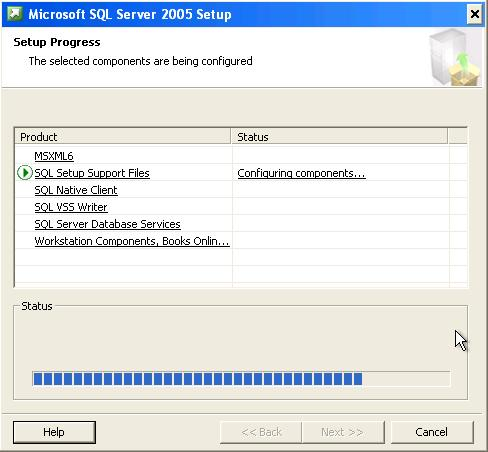 Microsoft SQL Server 2005 Setup
Setup Progress
The selected components are being configured
Product Status
MSXML6
SQL Setup Support Files Configuring components...
SQL Native Client
SQL VSS Writer
SQL Server Database Services
Workstation Components, Books Onlin...
Status
Help << Back Next >> Cancel